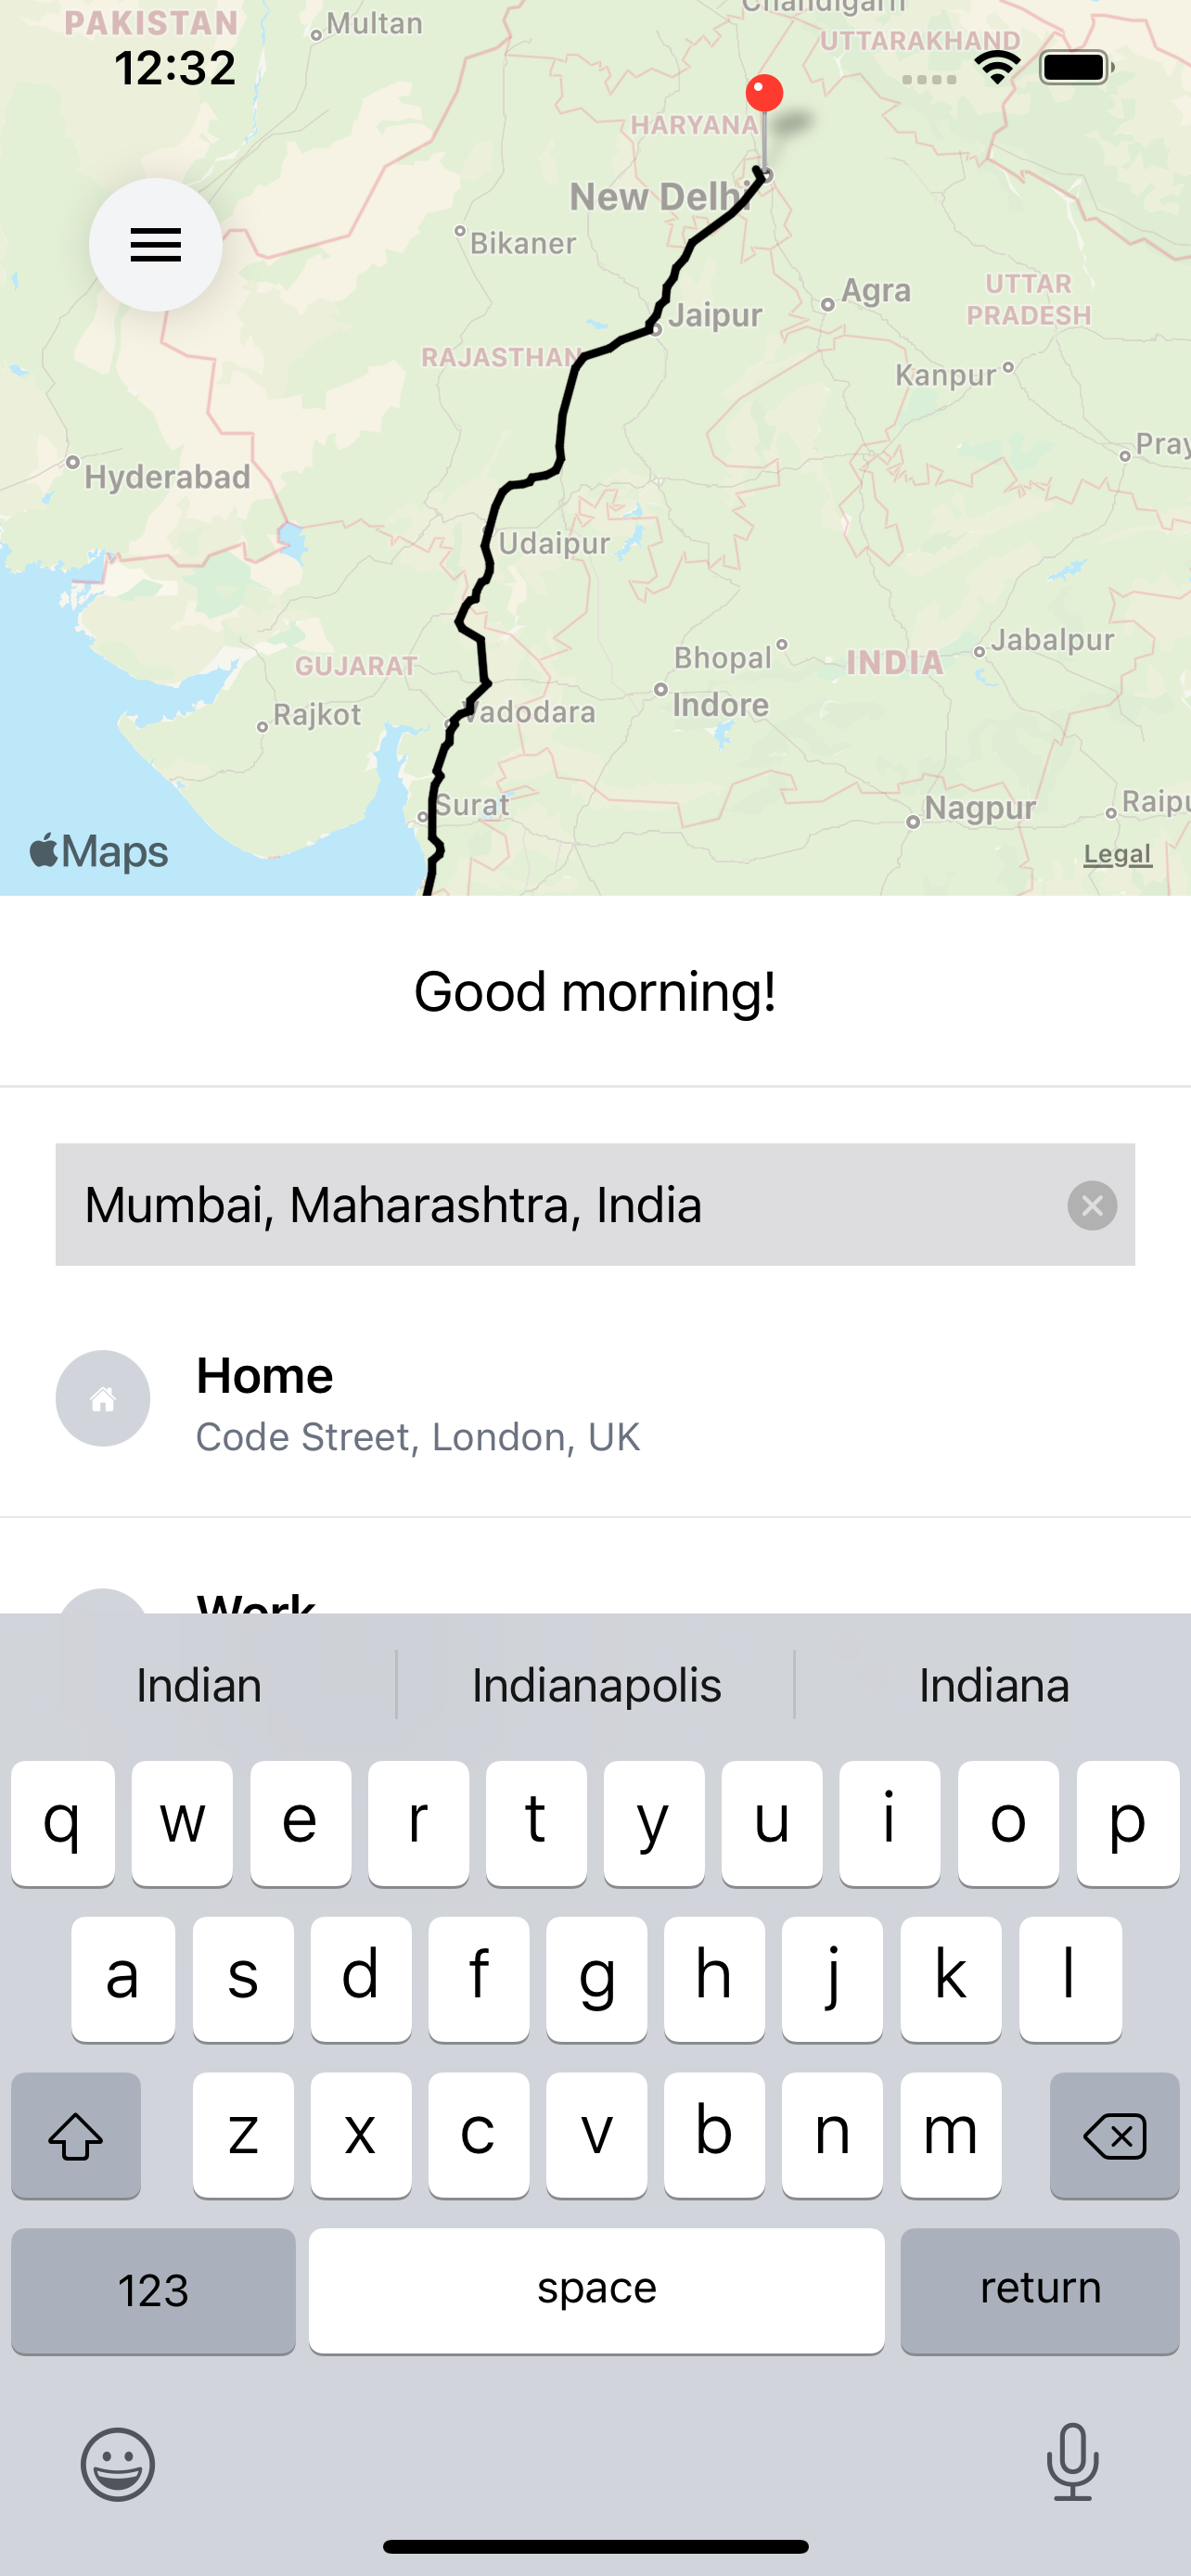 Chandigarh
PAKISTAN
Multan
UTTARAKHAND
12:32
HARYANA
New Delhi
Bikaner
Agra
UTTAR
PRADESH
Jaipur
RAJASTHAN
Kanpur
Pray
Hyderabad
Udaipur
Jabalpur
Bhopal
INDIA
GUJARAT
Indore
Rajkot
Vadodara
Surat
Nagpur
Raipu
Maps
Legal
Good morning!
Mumbai, Maharashtra, India
Home
Code Street, London, UK
Work
Indian Indianapolis Indiana
q w e r t y u i o p
a s d f g h j k l
z x c v b n m
123 space return